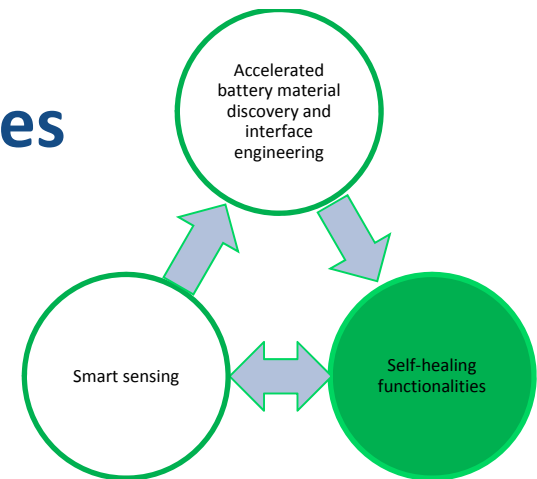 es
Accelerated
battery material
discovery and
interface
engineering
Smart sensing
Self-healing
functionalities